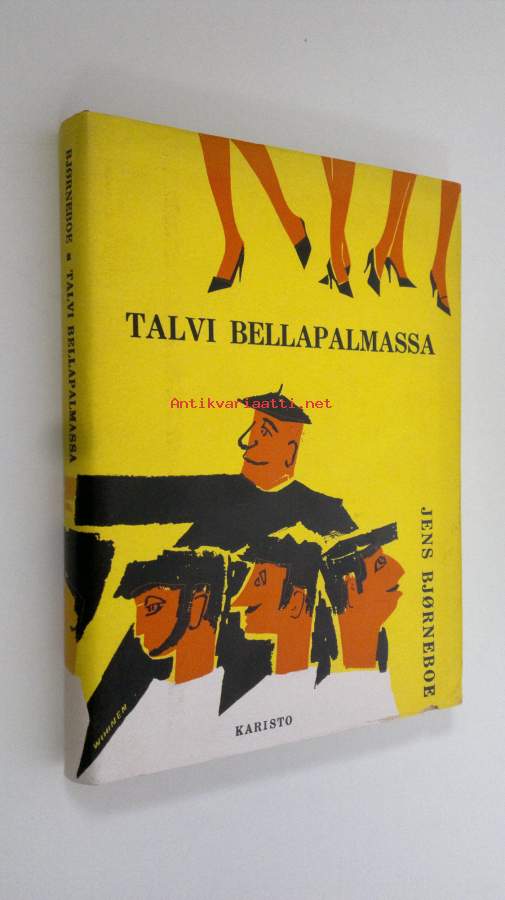 BJØRNEBOE ■ TALVI BELLAPALMASSA
TALVI BELLAPALMASSA
Antikvariaatti.net
JENS BJØRNEBOE
WIHINEN
KARISTO